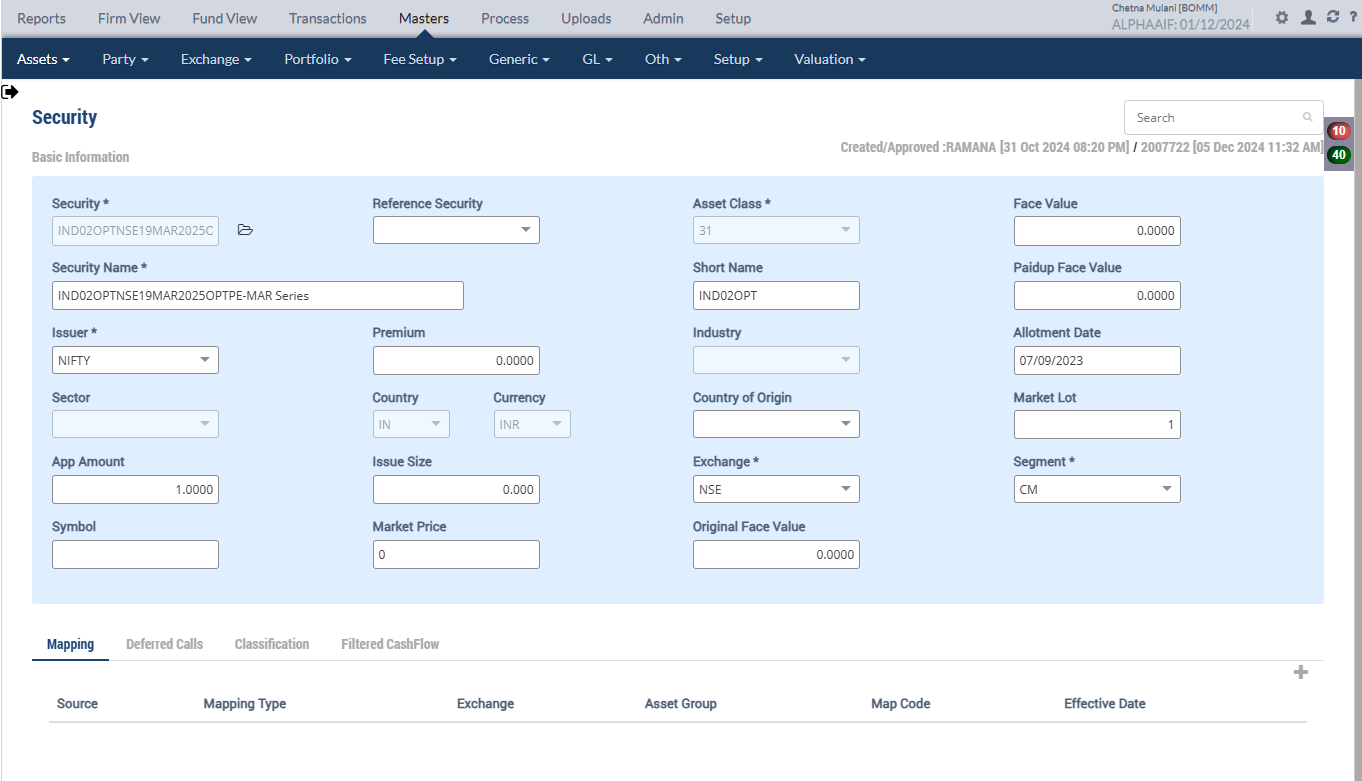 Reports Firm View Fund View Transactions Masters Process Uploads Admin Setup
Chetna Mulani [BOMM]
ALPHAAIF: 01/12/2024
?
Assets Party Exchange Portfolio Fee Setup Generic GL Oth Setup Valuation
Security
Search
10
40
Created/Approved :RAMANA [31 Oct 2024 08:20 PM] / 2007722 [05 Dec 2024 11:32 AM]
Basic Information
Security * Reference Security Asset Class * Face Value
IND02OPTNSE19MAR2025O 31 0.0000
Security Name * Short Name Paidup Face Value
IND02OPTNSE19MAR2025OPTPE-MAR Series IND02OPT 0.0000
Issuer * Premium Industry Allotment Date
NIFTY 0.0000 07/09/2023
Sector Country Currency Country of Origin Market Lot
IN INR 1
App Amount Issue Size Exchange * Segment *
1.0000 0.000 NSE CM
Symbol Market Price Original Face Value
0 0.0000
Mapping Deferred Calls Classification Filtered CashFlow
Source Mapping Type Exchange Asset Group Map Code Effective Date